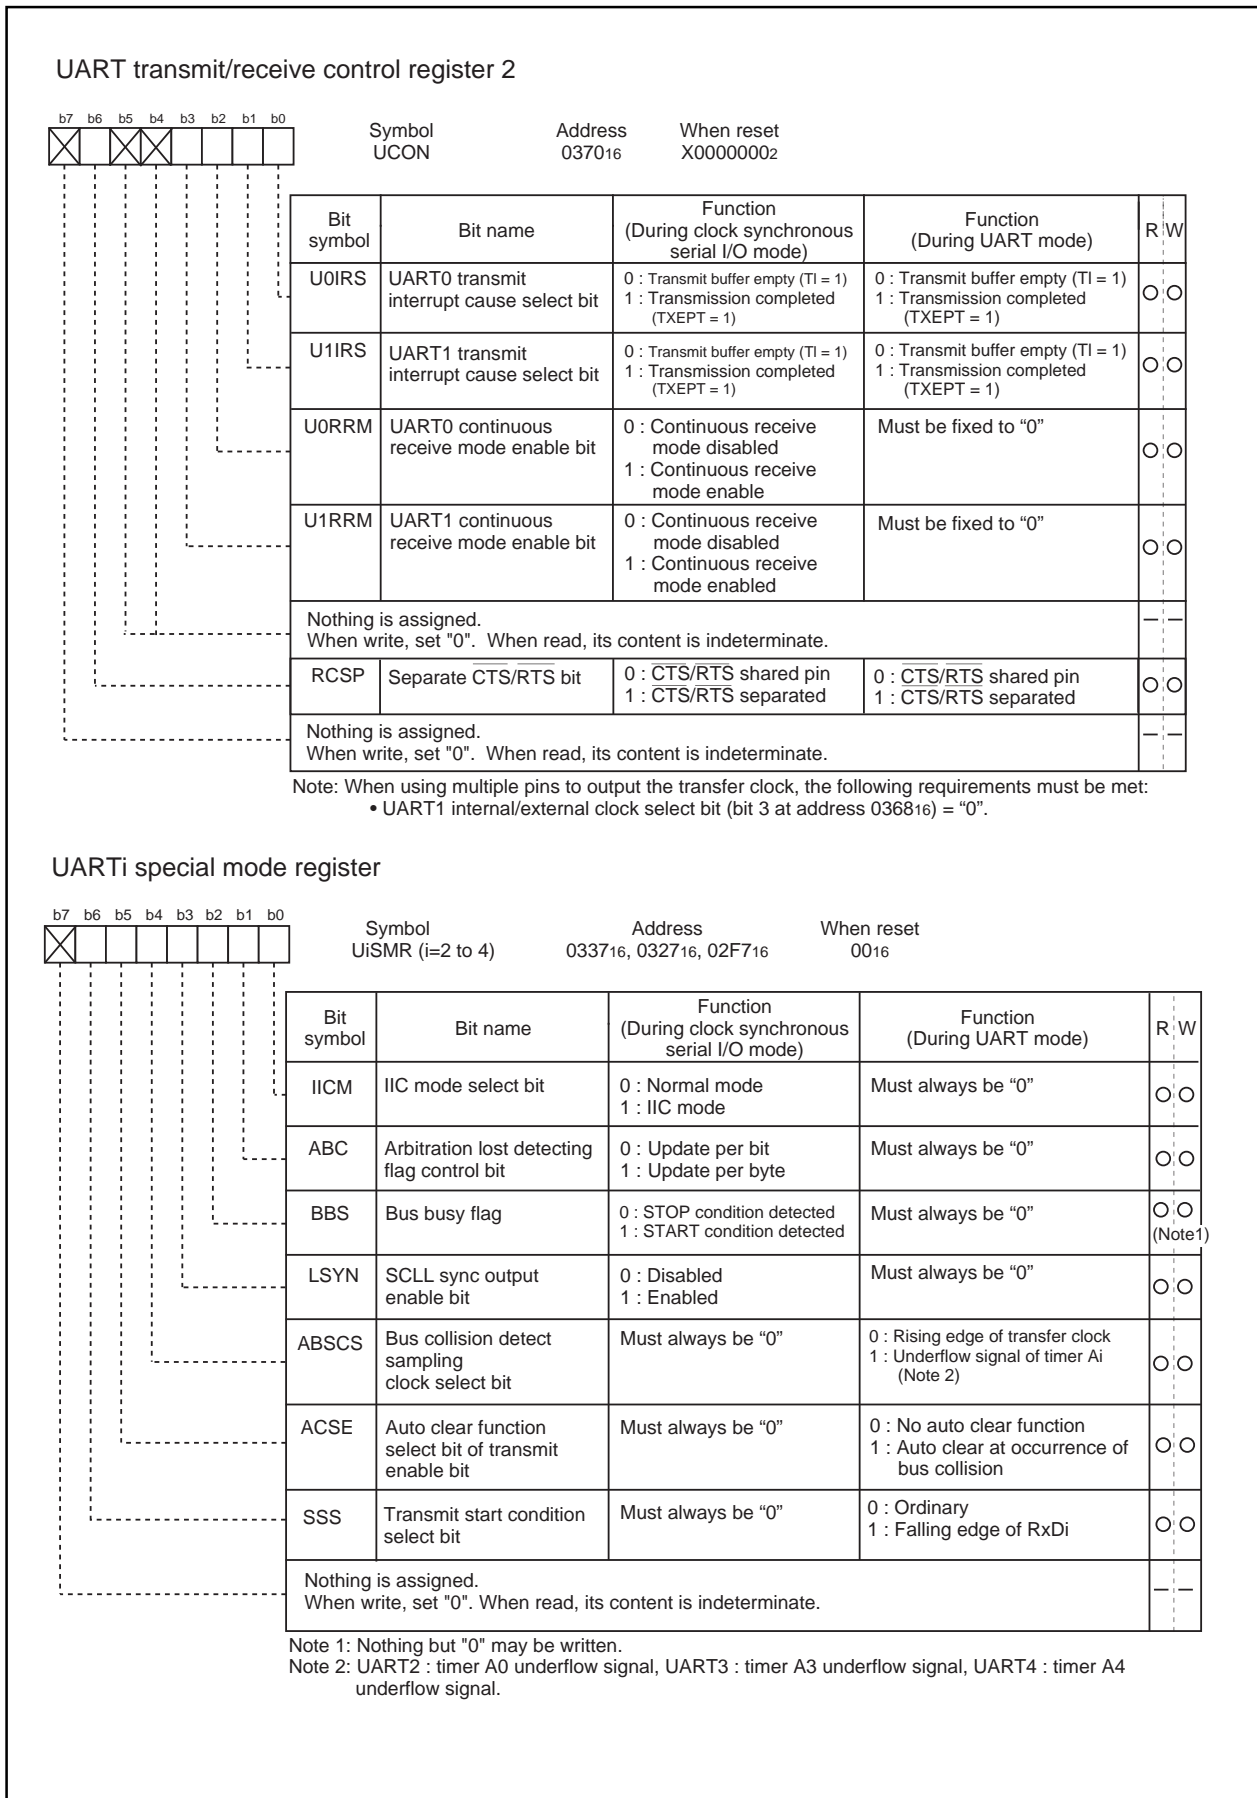 UART transmit/receive control register 2
b7 b6 b5 b4 b3 b2 b1 b0
Symbol Address When reset
UCON 037016 X00000002
Bit symbol Bit name Function (During clock synchronous serial I/O mode) Function (During UART mode) R W
U0IRS UART0 transmit interrupt cause select bit
0 : Transmit buffer empty (TI = 1)
1 : Transmission completed
(TXEPT = 1)
0 : Transmit buffer empty (TI = 1)
1 : Transmission completed
(TXEPT = 1)
U1IRS UART1 transmit interrupt cause select bit
0 : Transmit buffer empty (TI = 1)
1 : Transmission completed
(TXEPT = 1)
0 : Transmit buffer empty (TI = 1)
1 : Transmission completed
(TXEPT = 1)
U0RRM UART0 continuous receive mode enable bit
0 : Continuous receive
mode disabled
1 : Continuous receive
mode enable
Must be fixed to “0”
U1RRM UART1 continuous receive mode enable bit
0 : Continuous receive
mode disabled
1 : Continuous receive
mode enabled
Must be fixed to “0”
Nothing is assigned.
When write, set "0". When read, its content is indeterminate.
RCSP Separate CTS/RTS bit
0 : CTS/RTS shared pin
1 : CTS/RTS separated
0 : CTS/RTS shared pin
1 : CTS/RTS separated
Nothing is assigned.
When write, set "0". When read, its content is indeterminate.
Note: When using multiple pins to output the transfer clock, the following requirements must be met:
• UART1 internal/external clock select bit (bit 3 at address 036816) = “0”.
UARTi special mode register
b7 b6 b5 b4 b3 b2 b1 b0
Symbol Address When reset
UiSMR (i=2 to 4) 033716, 032716, 02F716 0016
Bit symbol Bit name Function (During clock synchronous serial I/O mode) Function (During UART mode) R W
IICM IIC mode select bit
0 : Normal mode
1 : IIC mode
Must always be “0”
ABC Arbitration lost detecting flag control bit
0 : Update per bit
1 : Update per byte
Must always be “0”
BBS Bus busy flag
0 : STOP condition detected
1 : START condition detected
Must always be “0”
(Note1)
LSYN SCLL sync output enable bit
0 : Disabled
1 : Enabled
Must always be “0”
ABSCS Bus collision detect sampling clock select bit
Must always be “0”
0 : Rising edge of transfer clock
1 : Underflow signal of timer Ai
(Note 2)
ACSE Auto clear function select bit of transmit enable bit
Must always be “0”
0 : No auto clear function
1 : Auto clear at occurrence of
bus collision
SSS Transmit start condition select bit
Must always be “0”
0 : Ordinary
1 : Falling edge of RxDi
Nothing is assigned.
When write, set "0". When read, its content is indeterminate.
Note 1: Nothing but "0" may be written.
Note 2: UART2 : timer A0 underflow signal, UART3 : timer A3 underflow signal, UART4 : timer A4
underflow signal.